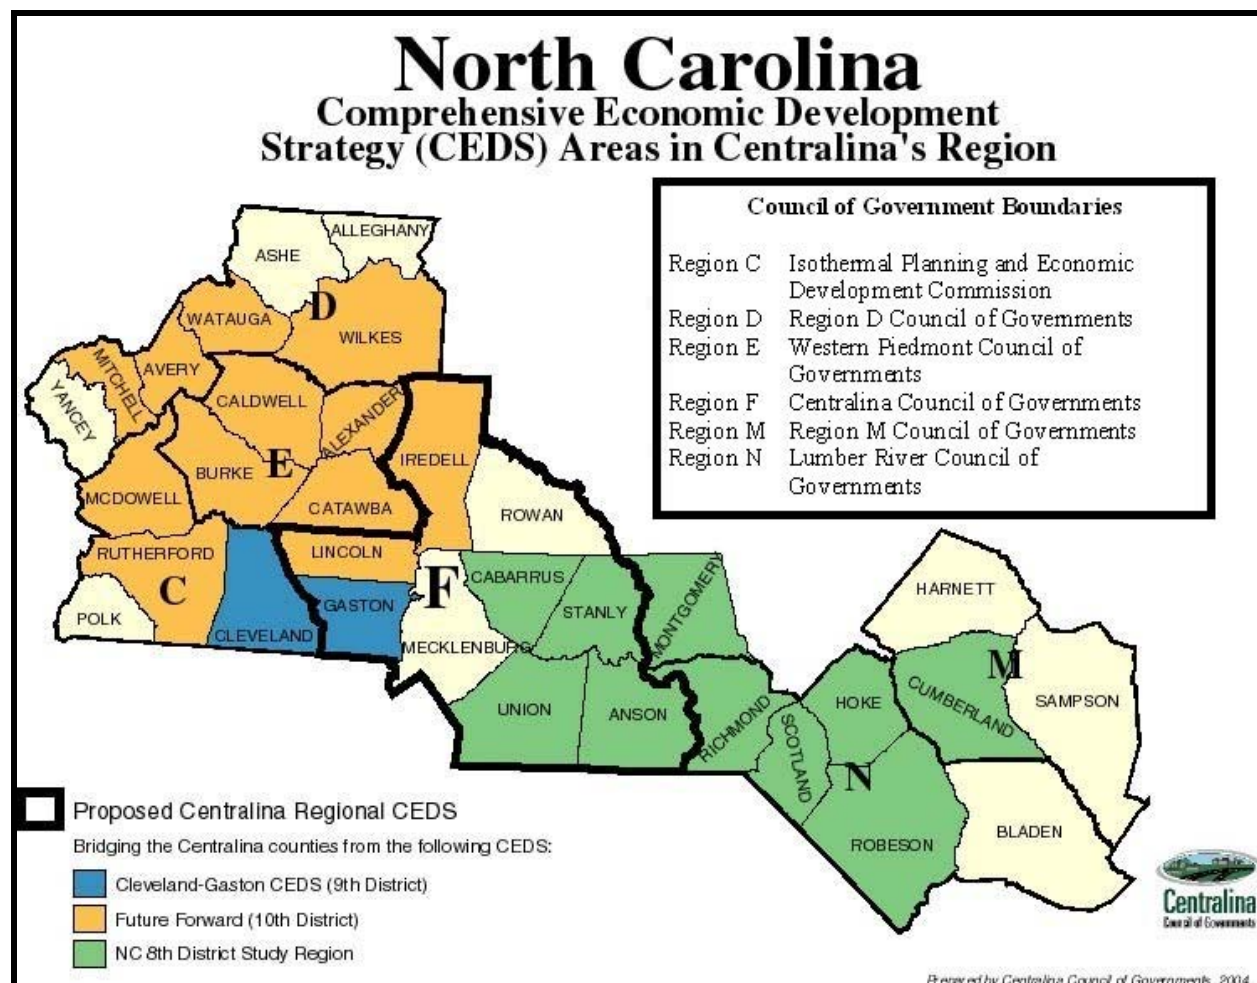 North Carolina
Comprehensive Economic Development
Strategy (CEDS) Areas in Centralina's Region
Council of Government Boundaries
Region C Isothermal Planning and Economic
Development Commission
Region D Region D Council of Governments
Region E Western Piedmont Council of
Governments
Region F Centralina Council of Governments
Region M Region M Council of Governments
Region N Lumber River Council of
Governments
ALLEGHANY
ASHE
D
WATAUGA
WILKES
MITCHELL
AVERY
YANCEY
CALDWELL
ALEXANDER
IREDELL
BURKE
E
MCDOWELL
CATAWBA
ROWAN
RUTHERFORD
LINCOLN
C
F
CABARRUS
GASTON
STANLY
MONTGOMERY
POLK
CLEVELAND
MECKLENBURG
HARNETT
M
CUMBERLAND
SAMPSON
HOKE
UNION
ANSON
RICHMOND
SCOTLAND
N
ROBESON
BLADEN
Proposed Centralina Regional CEDS
Bridging the Centralina counties from the following CEDS:
Cleveland-Gaston CEDS (9th District)
Future Forward (10th District)
NC 8th District Study Region
Centralina
Council of Governments
Prepared by Centralina Council of Governments, 2004